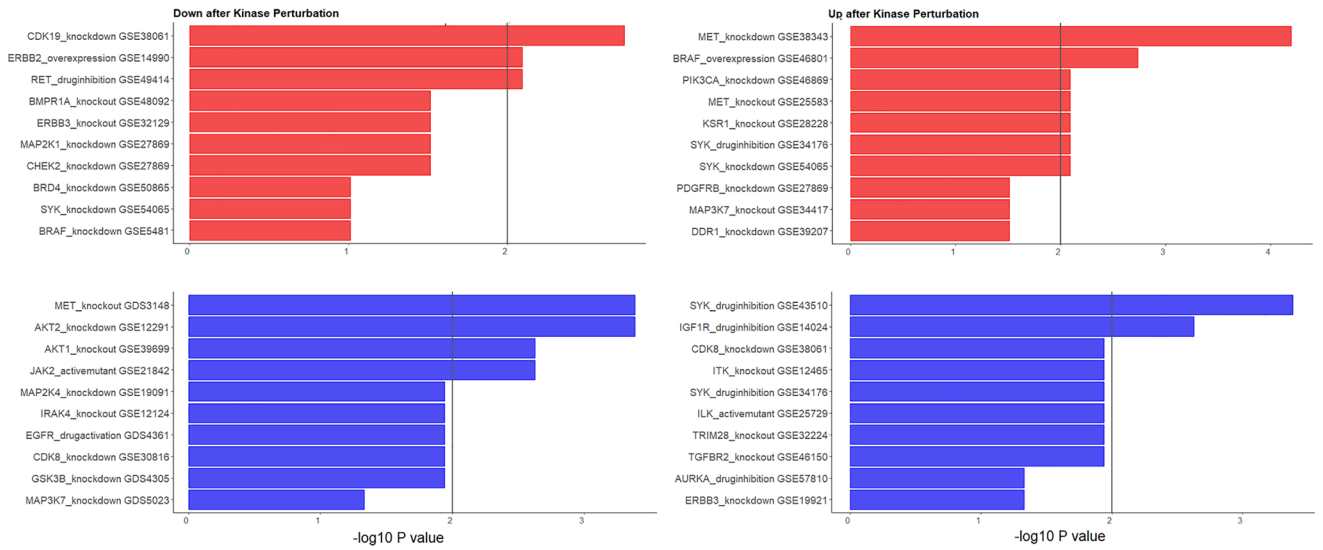 Down after Kinase Perturbation
CDK19_knockdown GSE38061
ERBB2_overexpression GSE14990
RET_druginhibition GSE49414
BMPR1A_knockout GSE48092
ERBB3_knockout GSE32129
MAP2K1_knockdown GSE27869
CHEK2_knockdown GSE27869
BRD4_knockdown GSE50865
SYK_knockdown GSE54065
BRAF_knockdown GSE5481
0 1 2
Up after Kinase Perturbation
MET_knockdown GSE38343
BRAF_overexpression GSE46801
PIK3CA_knockdown GSE46869
MET_knockout GSE25583
KSR1_knockout GSE28228
SYK_druginhibition GSE34176
SYK_knockdown GSE54065
PDGFRB_knockdown GSE27869
MAP3K7_knockout GSE34417
DDR1_knockdown GSE39207
0 1 2 3 4
MET_knockout GDS3148
AKT2_knockdown GSE12291
AKT1_knockout GSE39699
JAK2_activemutant GSE21842
MAP2K4_knockdown GSE19091
IRAK4_knockout GSE12124
EGFR_drugactivation GDS4361
CDK8_knockdown GSE30816
GSK3B_knockdown GDS4305
MAP3K7_knockdown GDS5023
0 1 2 3
-log10 P value
SYK_druginhibition GSE43510
IGF1R_druginhibition GSE14024
CDK8_knockdown GSE38061
ITK_knockout GSE12465
SYK_druginhibition GSE34176
ILK_activemutant GSE25729
TRIM28_knockout GSE32224
TGFBR2_knockout GSE46150
AURKA_druginhibition GSE57810
ERBB3_knockdown GSE19921
0 1 2 3
-log10 P value